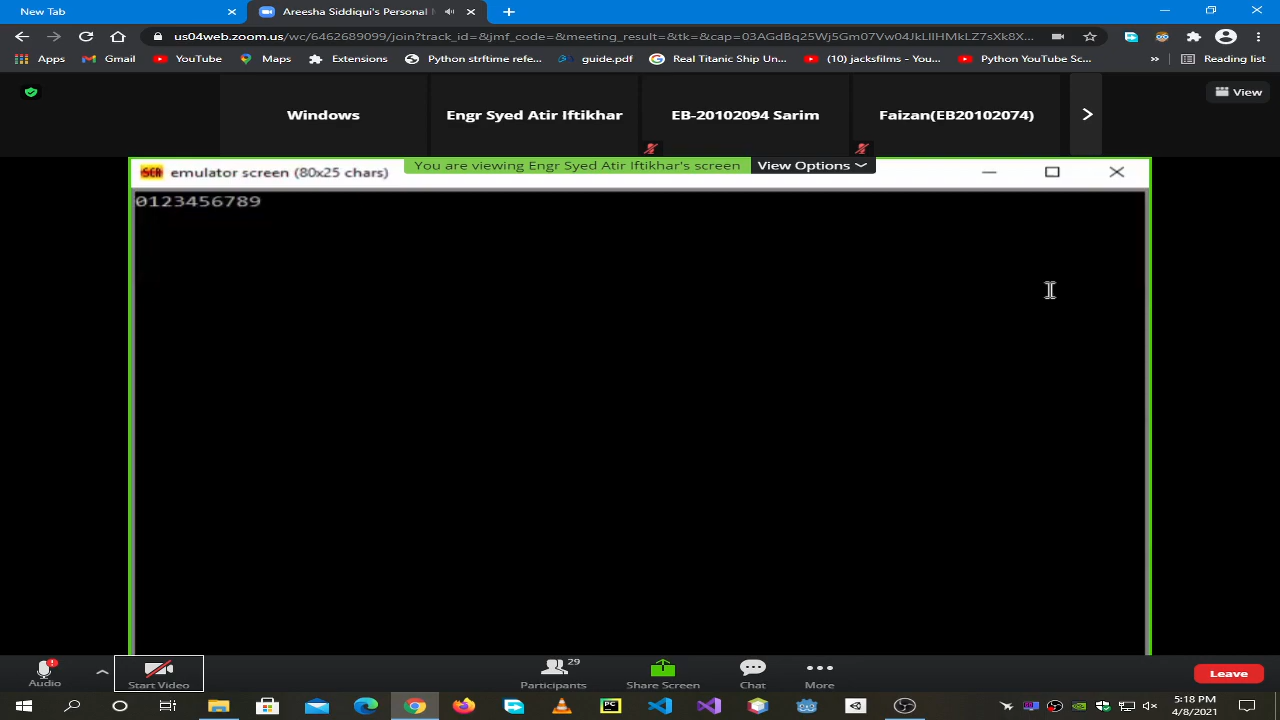 New Tab
Areesha Siddiqui's Personal
us04web.zoom.us/wc/6462689099/join?track_id=&jmf_code=&meeting_result=&tk=&cap=03AGdBq25Wj5Gm07Vw04JkLlIHMkLZ7sXk8X...
Apps Gmail YouTube Maps Extensions Python strftime refe... guide.pdf Real Titanic Ship Un... (10) jacksfilms - You... Python YouTube Sc... » Reading list
View
Windows Engr Syed Atir Iftikhar EB-20102094 Sarim Faizan(EB20102074)
You are viewing Engr Syed Atir Iftikhar's screen View Options
emulator screen (80x25 chars)
0123456789
29
Audio Start Video Participants Share Screen Chat More Leave
5:18 PM
4/8/2021